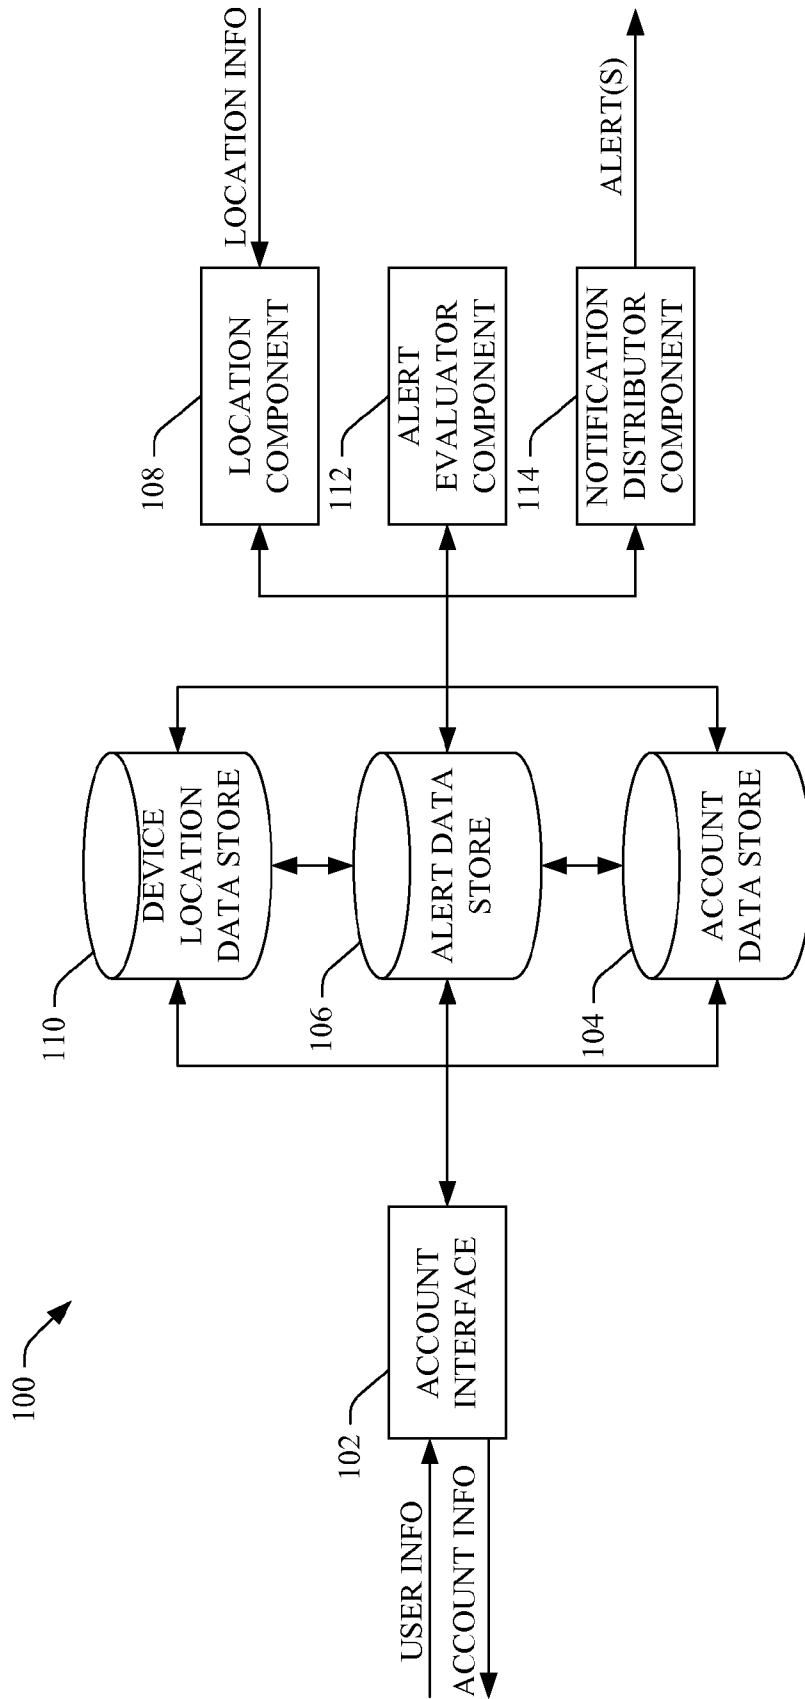 100
USER INFO
ACCOUNT INFO
102
ACCOUNT
INTERFACE
110
DEVICE
LOCATION
DATA STORE
106
ALERT DATA
STORE
104
ACCOUNT
DATA STORE
108
LOCATION
COMPONENT
LOCATION INFO
112
ALERT
EVALUATOR
COMPONENT
114
NOTIFICATION
DISTRIBUTOR
COMPONENT
ALERT(S)